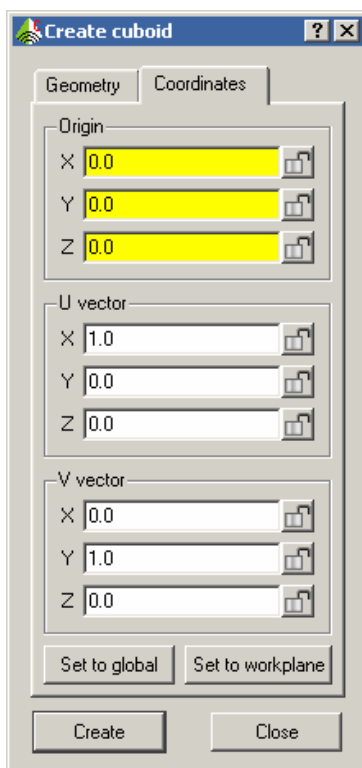 Create cuboid
Geometry Coordinates
Origin
X 0.0
Y 0.0
Z 0.0
U vector
X 1.0
Y 0.0
Z 0.0
V vector
X 0.0
Y 1.0
Z 0.0
Set to global Set to workplane
Create Close